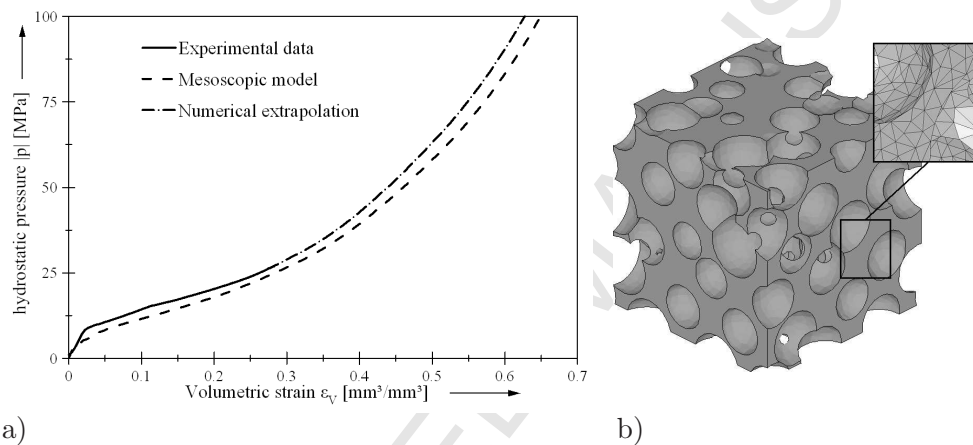 hydrostatic pressure |p| [MPa]
100
75
50
25
0
Experimental data
Mesoscopic model
Numerical extrapolation
0 0.1 0.2 0.3 0.4 0.5 0.6 0.7
Volumetric strain εV [mm³/mm³]
a)
b)